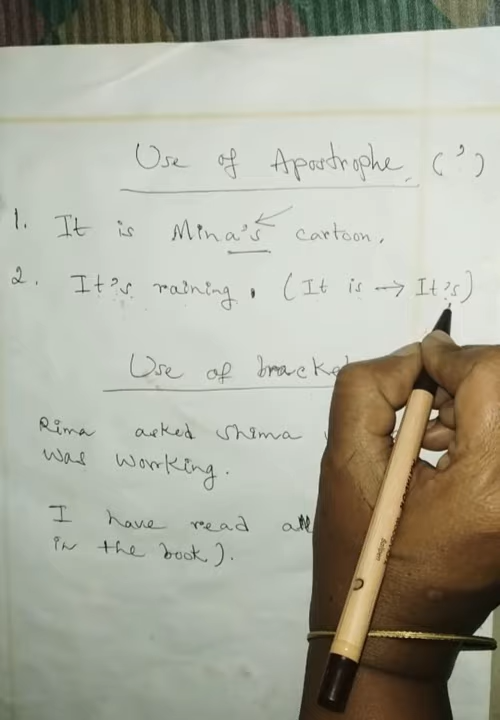 Use of Apostrophe (')
1. It is Mina's cartoon.
2. It's raining. (It is → It's)
Use of bracke
Rima asked Shima
was working.
I have read all
in the book).